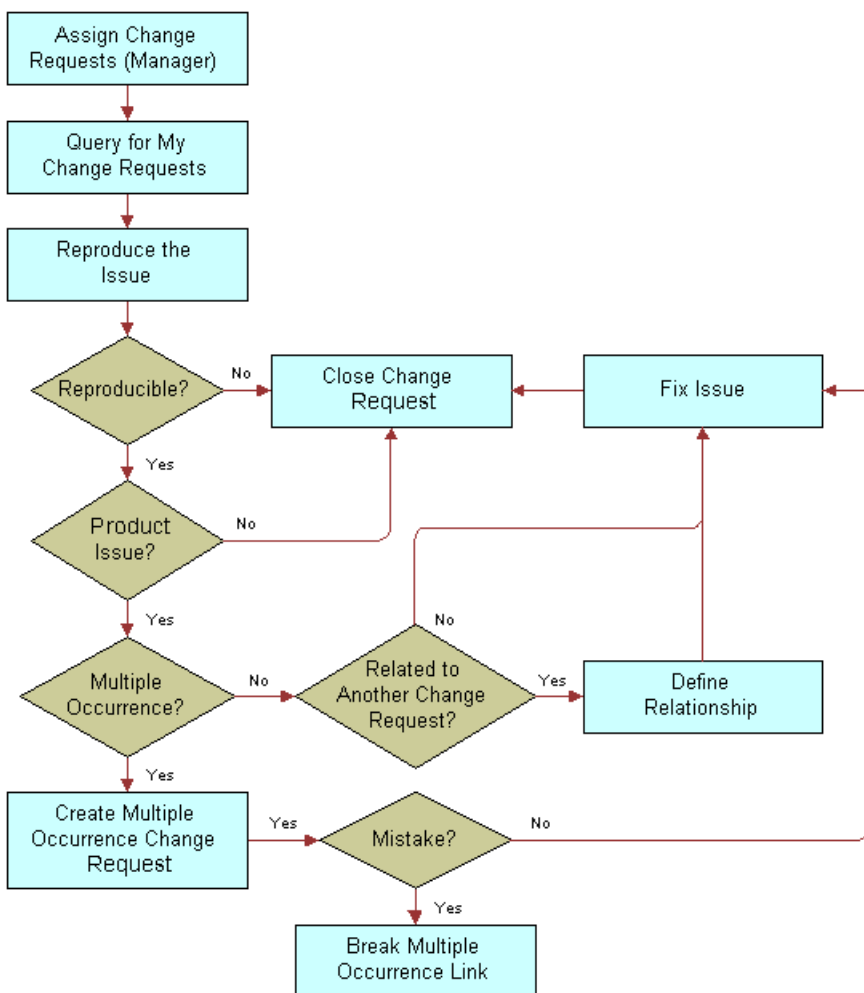 Assign Change
Requests (Manager)
Query for My
Change Requests
Reproduce the
Issue
Reproducible?
No
Close Change
Request
Fix Issue
Yes
Product
Issue?
No
Yes
Multiple
Occurrence?
No
Related to
Another Change
Request?
No
Yes
Define
Relationship
Yes
Create Multiple
Occurrence Change
Request
Yes
Mistake?
No
Yes
Break Multiple
Occurrence Link